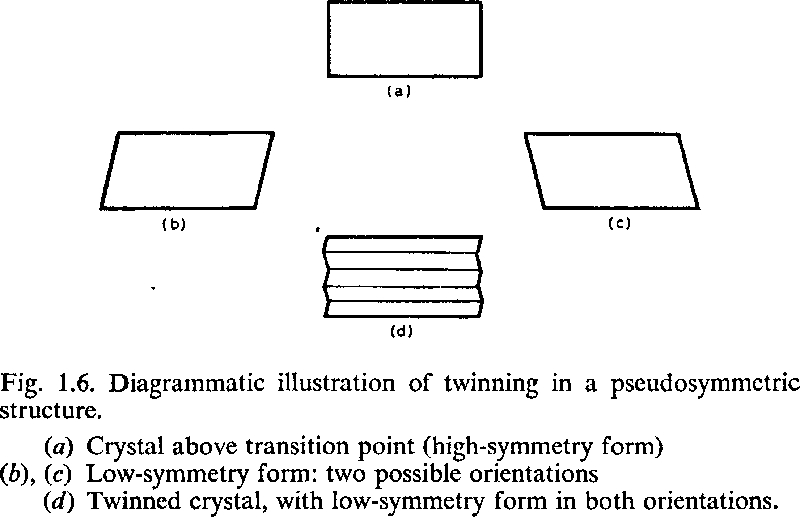 (a)
(b)
(c)
(d)
Fig. 1.6. Diagrammatic illustration of twinning in a pseudosymmetric
structure.
(a) Crystal above transition point (high-symmetry form)
(b), (c) Low-symmetry form: two possible orientations
(d) Twinned crystal, with low-symmetry form in both orientations.